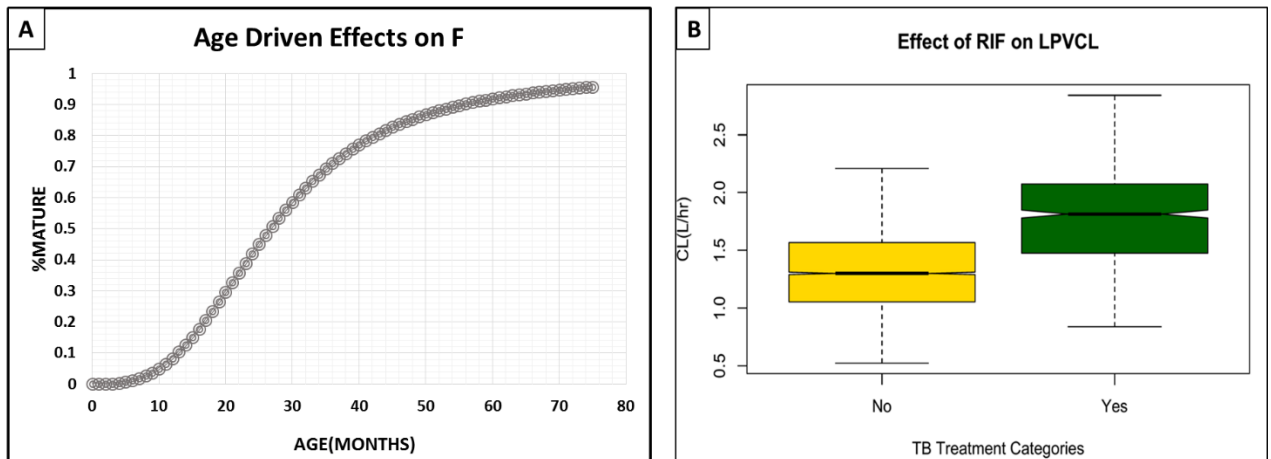 A
Age Driven Effects on F
%MATURE
1
0.9
0.8
0.7
0.6
0.5
0.4
0.3
0.2
0.1
0
0 10 20 30 40 50 60 70 80
AGE(MONTHS)
B
Effect of RIF on LPVCL
CL(L/hr)
2.5
2.0
1.5
1.0
0.5
No Yes
TB Treatment Categories